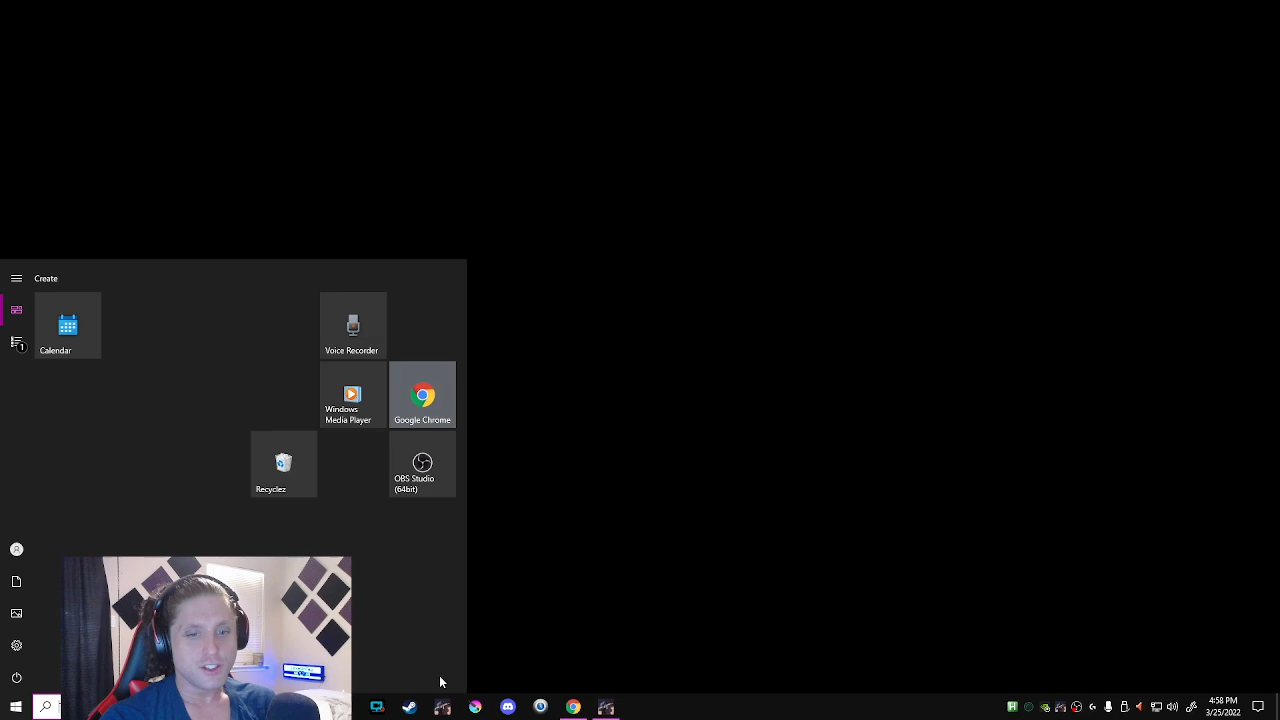 Create
Calendar
Voice Recorder
Windows
Media Player
Google Chrome
Recyclez
OBS Studio
(64bit)
1
4:58 PM
3/25/2022